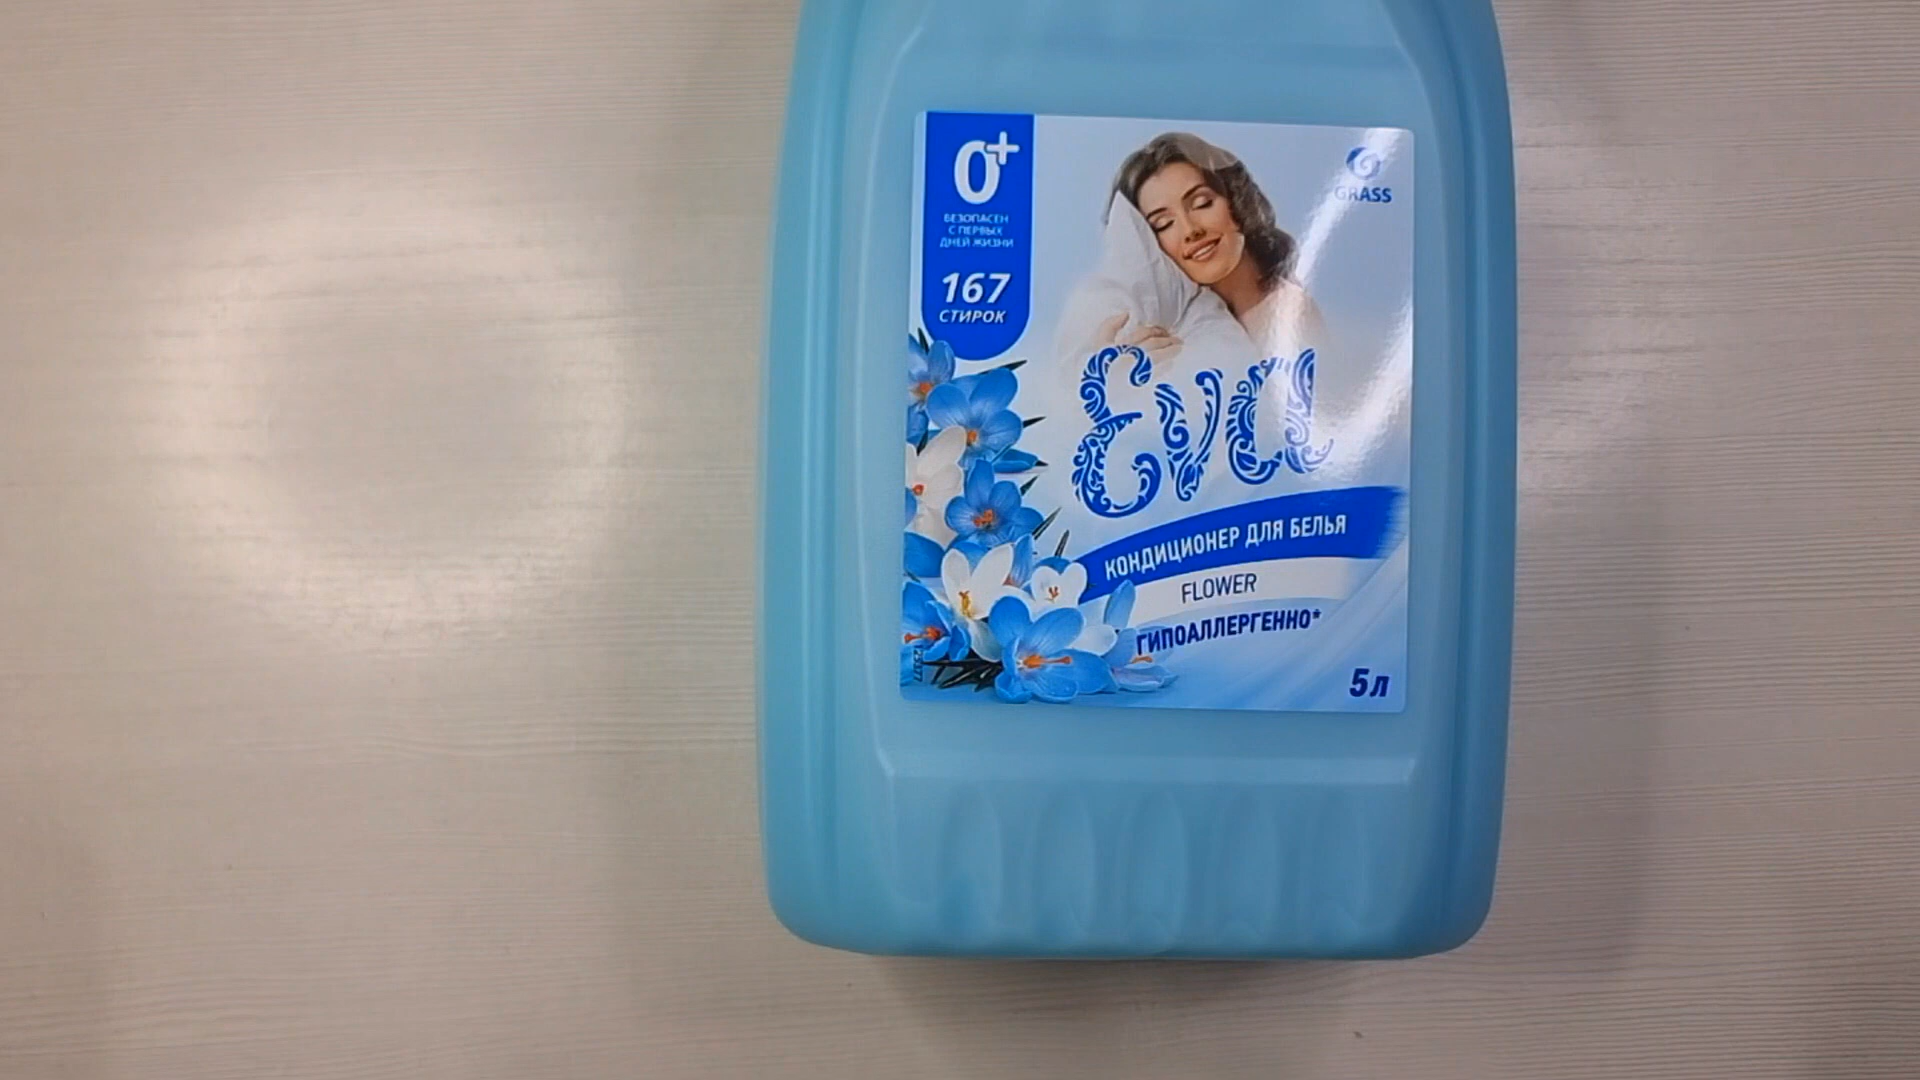 0+
БЕЗОПАСЕН
С ПЕРВЫХ
ДНЕЙ ЖИЗНИ
167
СТИРОК
GRASS
Eva
КОНДИЦИОНЕР ДЛЯ БЕЛЬЯ
FLOWER
ГИПОАЛЛЕРГЕННО*
5л